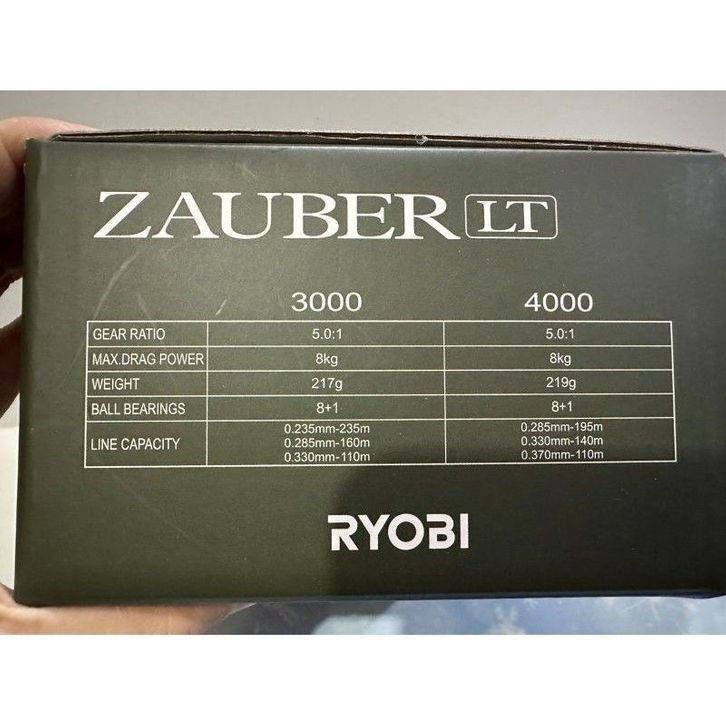 ZAUBER LT
3000 4000
GEAR RATIO 5.0:1 5.0:1
MAX.DRAG POWER 8kg 8kg
WEIGHT 217g 219g
BALL BEARINGS 8+1 8+1
LINE CAPACITY 0.235mm-235m 0.285mm-195m
0.285mm-160m 0.330mm-140m
0.330mm-110m 0.370mm-110m
RYOBI